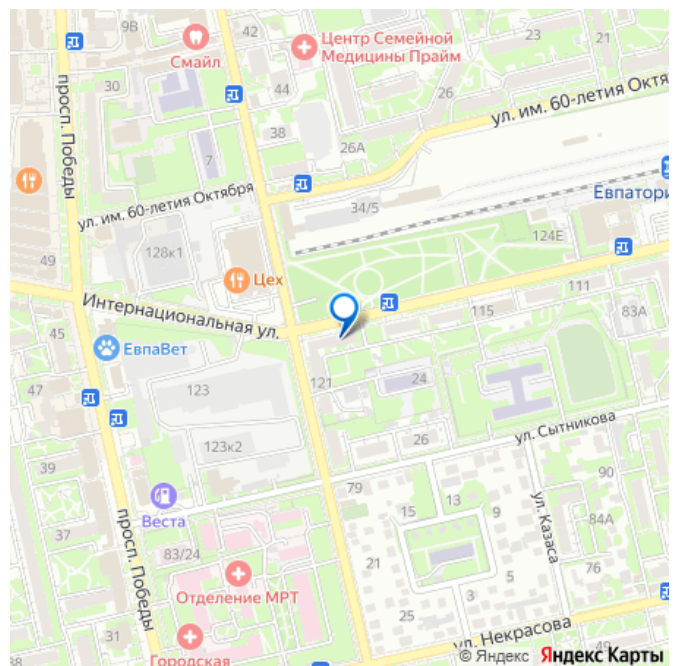 9В
42
23
21
Смайл
Центр Семейной
Медицины Прайм
30
44
26
просп. Победы
38
26А
ул. им. 60-летия Октя
7
34/5
Евпатори
ул. им. 60-летия Октября
128к1
124Е
49
Цех
Интернациональная ул.
115
111
83А
45
ЕвпаВет
123
121
24
47
123к2
26
ул. Сытникова
39
79
90
Веста
15
13
9
37
ул. Казаса
84А
просп. Победы
83/24
21
76
5
Отделение МРТ
3
25
31
ул. Некрасова
49
Городская
© Яндекс Яндекс Карты